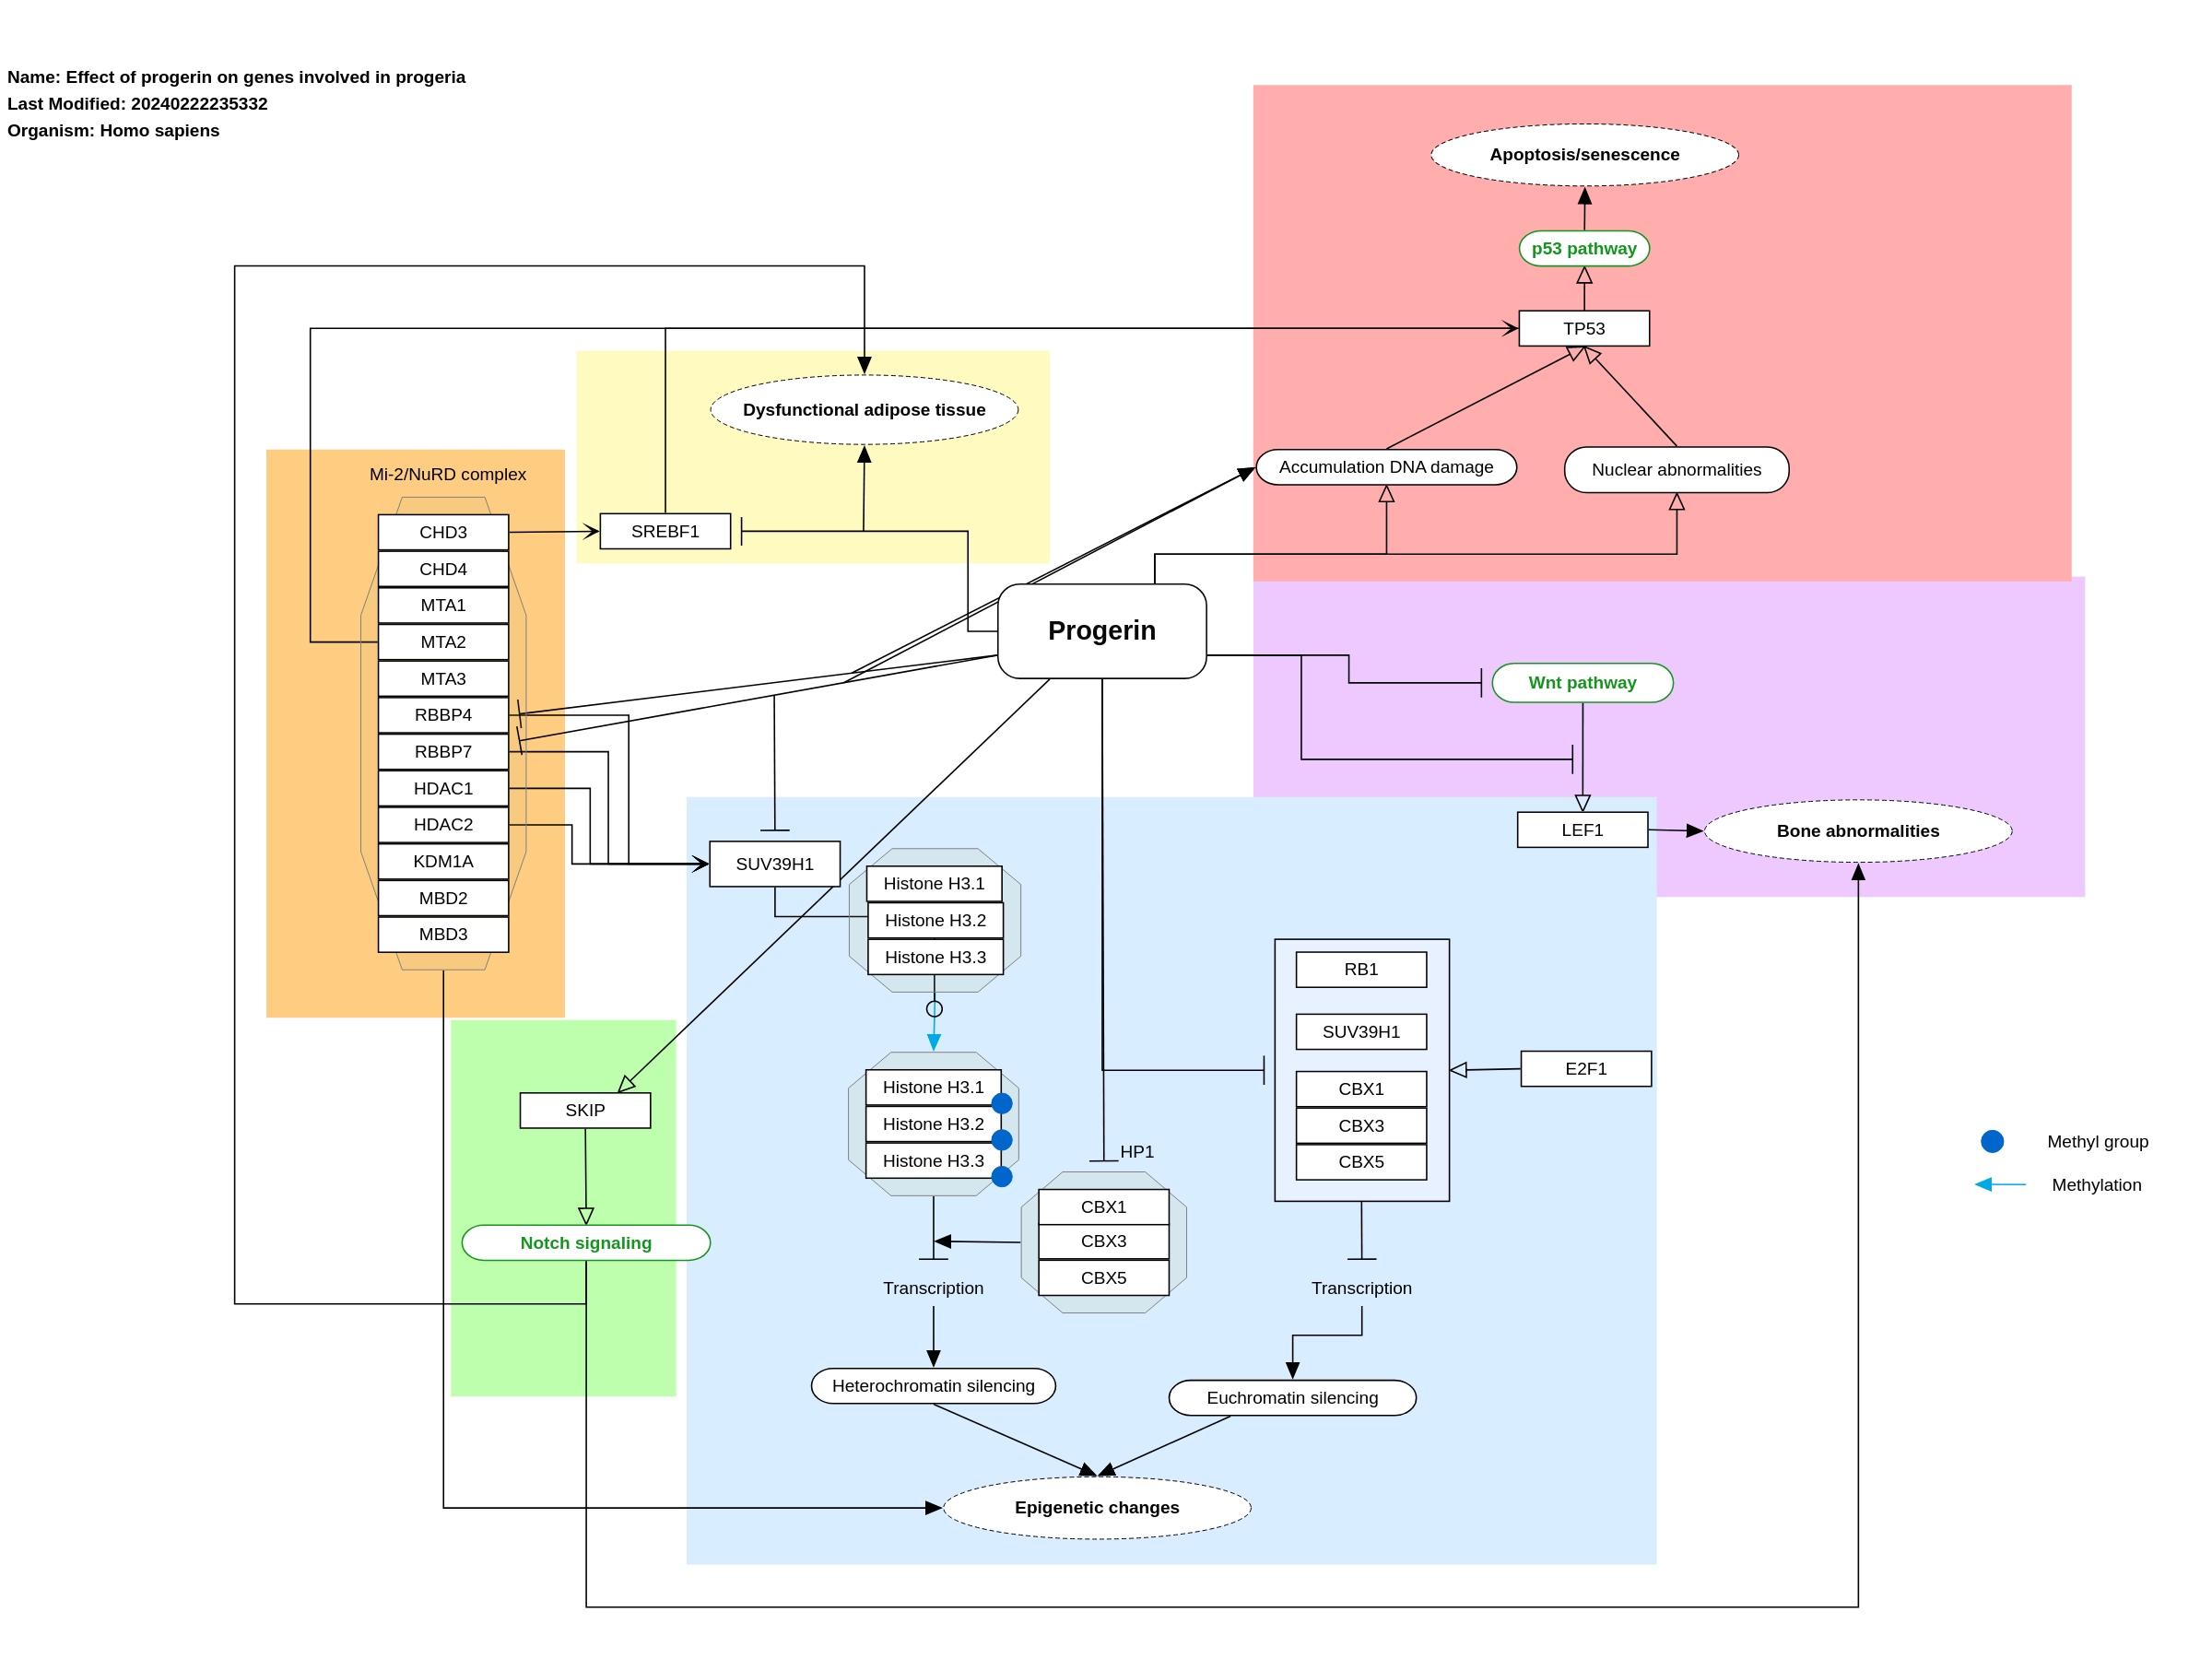 Name: Effect of progerin on genes involved in progeria
Last Modified: 20240222235332
Organism: Homo sapiens
Apoptosis/senescence
p53 pathway
TP53
Accumulation DNA damage
Nuclear abnormalities
Dysfunctional adipose tissue
SREBF1
Mi-2/NuRD complex
CHD3
CHD4
MTA1
MTA2
MTA3
RBBP4
RBBP7
HDAC1
HDAC2
KDM1A
MBD2
MBD3
Progerin
Wnt pathway
LEF1
Bone abnormalities
SUV39H1
Histone H3.1
Histone H3.2
Histone H3.3
Histone H3.1
Histone H3.2
Histone H3.3
RB1
SUV39H1
CBX1
CBX3
CBX5
E2F1
SKIP
Notch signaling
HP1
CBX1
CBX3
CBX5
Transcription
Transcription
Heterochromatin silencing
Euchromatin silencing
Epigenetic changes
Methyl group
Methylation